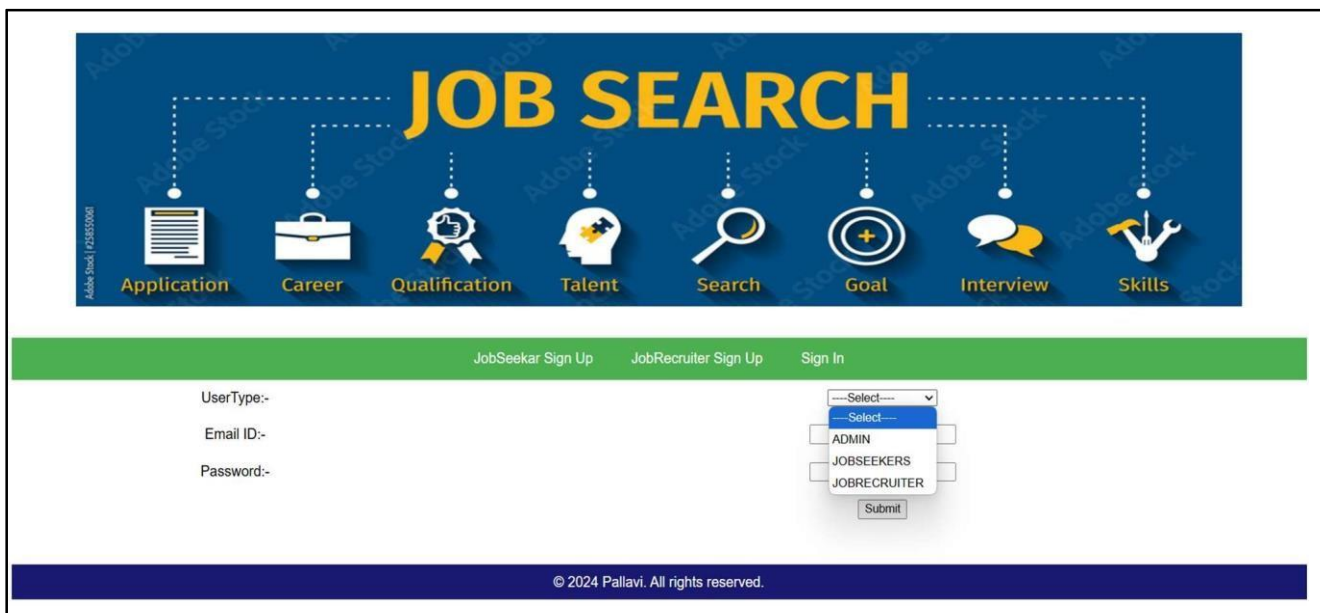 JOB SEARCH
Application Career Qualification Talent Search Goal Interview Skills
Adobe Stock | #258550061
JobSeekar Sign Up JobRecruiter Sign Up Sign In
UserType:- ----Select----
----Select----
Email ID:- ADMIN
JOBSEEKERS
Password:- JOBRECRUITER
Submit
© 2024 Pallavi. All rights reserved.